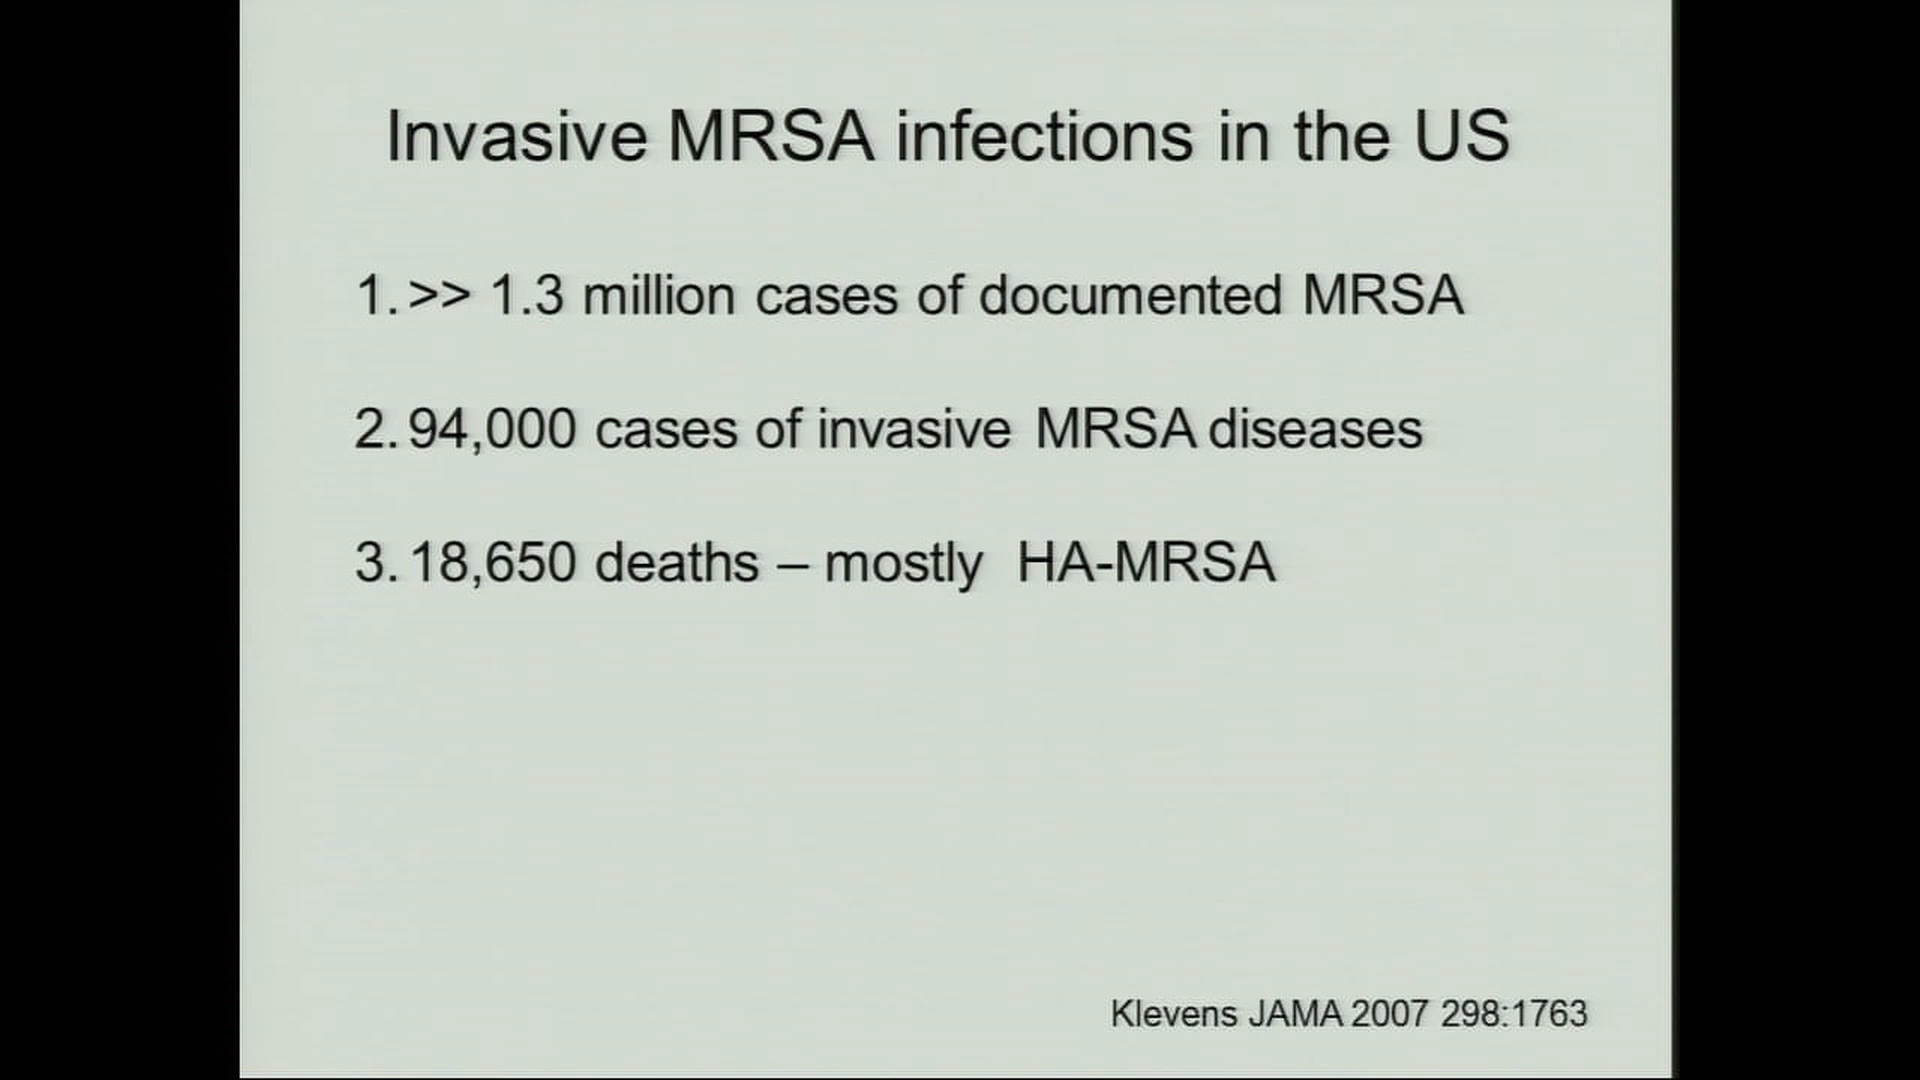 Invasive MRSA infections in the US
1. >> 1.3 million cases of documented MRSA
2. 94,000 cases of invasive MRSA diseases
3. 18,650 deaths – mostly HA-MRSA
Klevens JAMA 2007 298:1763